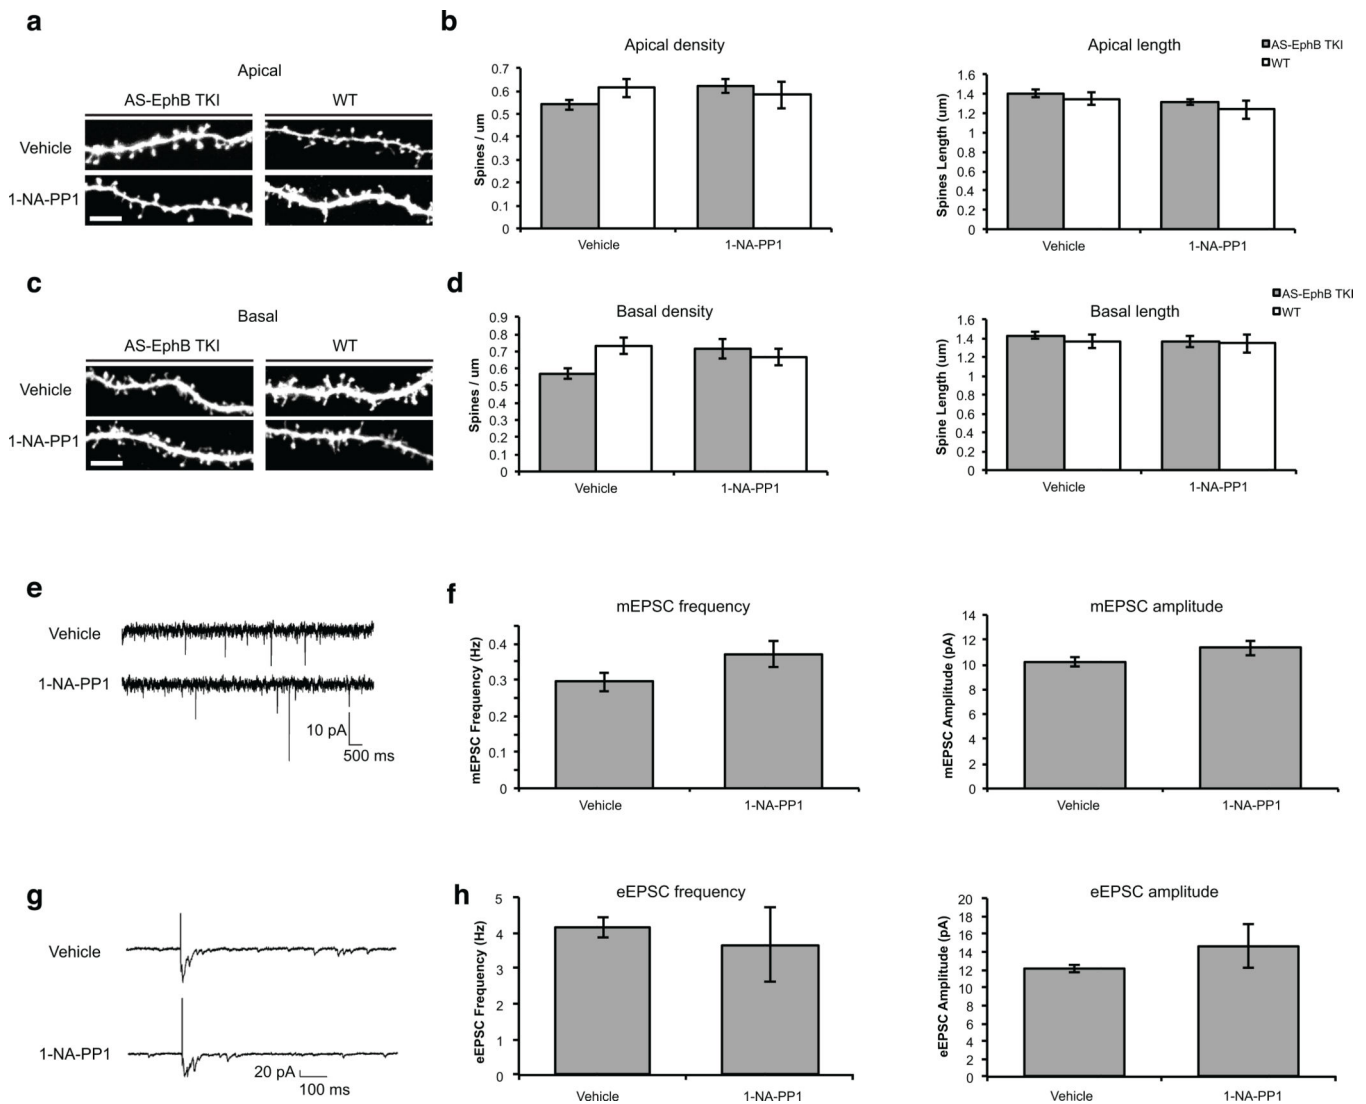 a
Apical
AS-EphB TKI
WT
Vehicle
1-NA-PP1
b
Apical density
Spines / um
0.7
0.6
0.5
0.4
0.3
0.2
0.1
0
Vehicle
1-NA-PP1
Apical length
Spines Length (um)
1.6
1.4
1.2
1
0.8
0.6
0.4
0.2
0
Vehicle
1-NA-PP1
AS-EphB TKI
WT
c
Basal
AS-EphB TKI
WT
Vehicle
1-NA-PP1
d
Basal density
Spines / um
0.9
0.8
0.7
0.6
0.5
0.4
0.3
0.2
0.1
0
Vehicle
1-NA-PP1
Basal length
Spine Length (um)
1.6
1.4
1.2
1
0.8
0.6
0.4
0.2
0
Vehicle
1-NA-PP1
AS-EphB TKI
WT
e
Vehicle
1-NA-PP1
10 pA
500 ms
f
mEPSC frequency
mEPSC Frequency (Hz)
0.4
0.3
0.2
0.1
0
Vehicle
1-NA-PP1
mEPSC amplitude
mEPSC Amplitude (pA)
14
12
10
8
6
4
2
0
Vehicle
1-NA-PP1
g
Vehicle
1-NA-PP1
20 pA
100 ms
h
eEPSC frequency
eEPSC Frequency (Hz)
5
4
3
2
1
0
Vehicle
1-NA-PP1
eEPSC amplitude
eEPSC Amplitude (pA)
20
18
16
14
12
10
8
6
4
2
0
Vehicle
1-NA-PP1